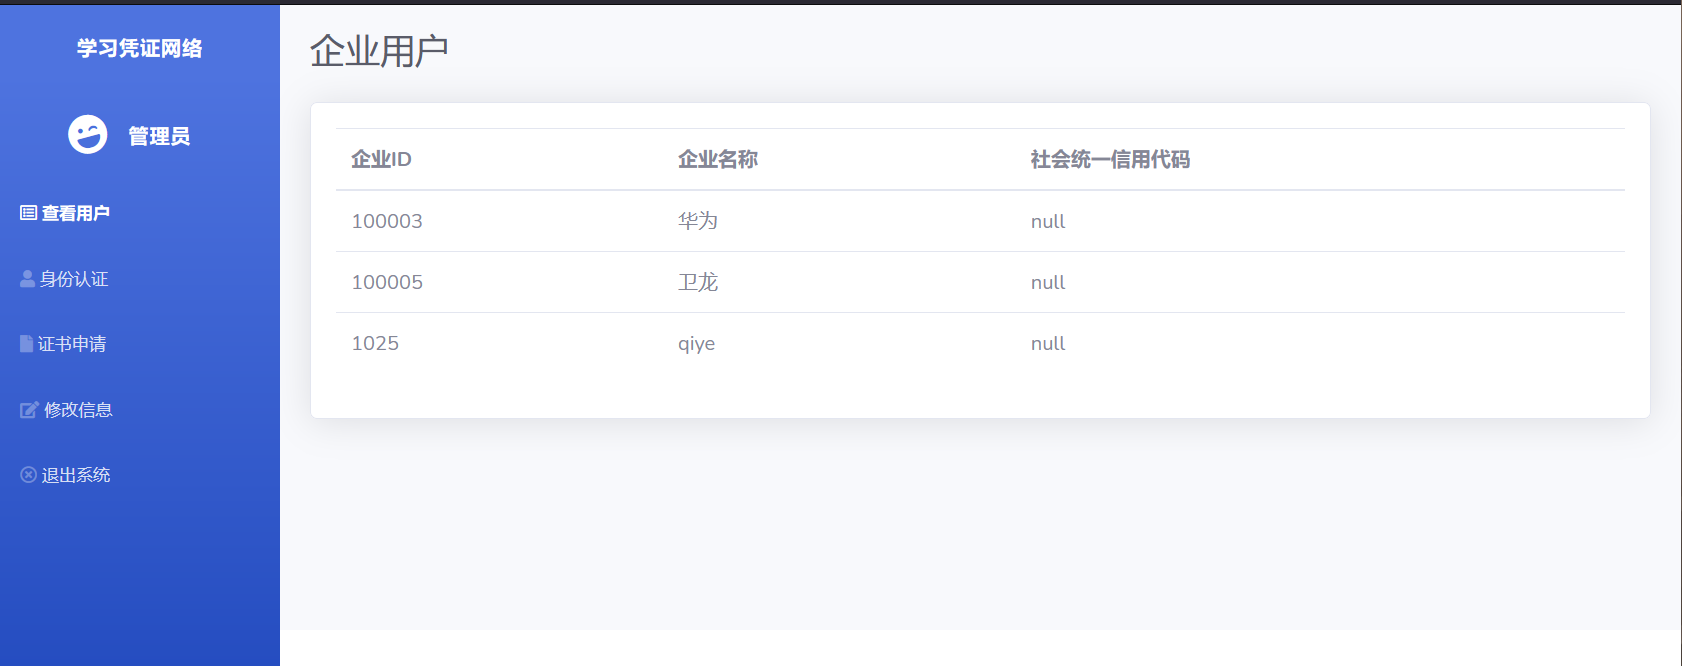 学习凭证网络
管理员
查看用户
身份认证
证书申请
修改信息
退出系统
企业用户
企业ID 企业名称 社会统一信用代码
100003 华为 null
100005 卫龙 null
1025 qiye null